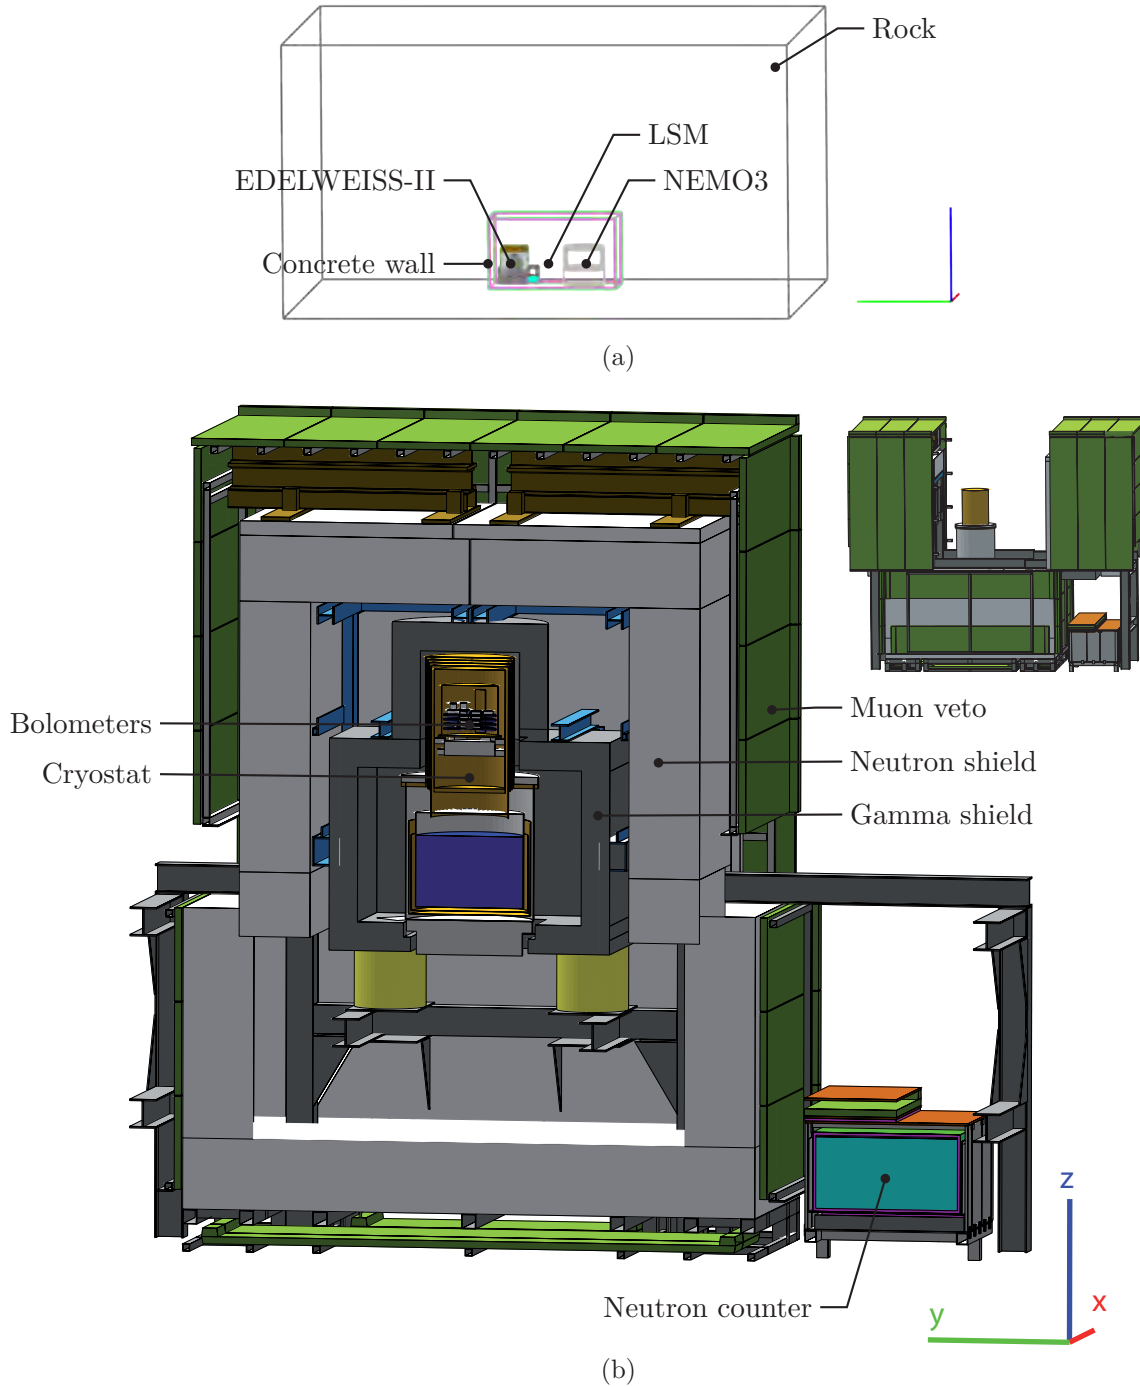 Rock
LSM
EDELWEISS-II
NEMO3
Concrete wall
(a)
Bolometers
Muon veto
Cryostat
Neutron shield
Gamma shield
z
x
Neutron counter
y
(b)